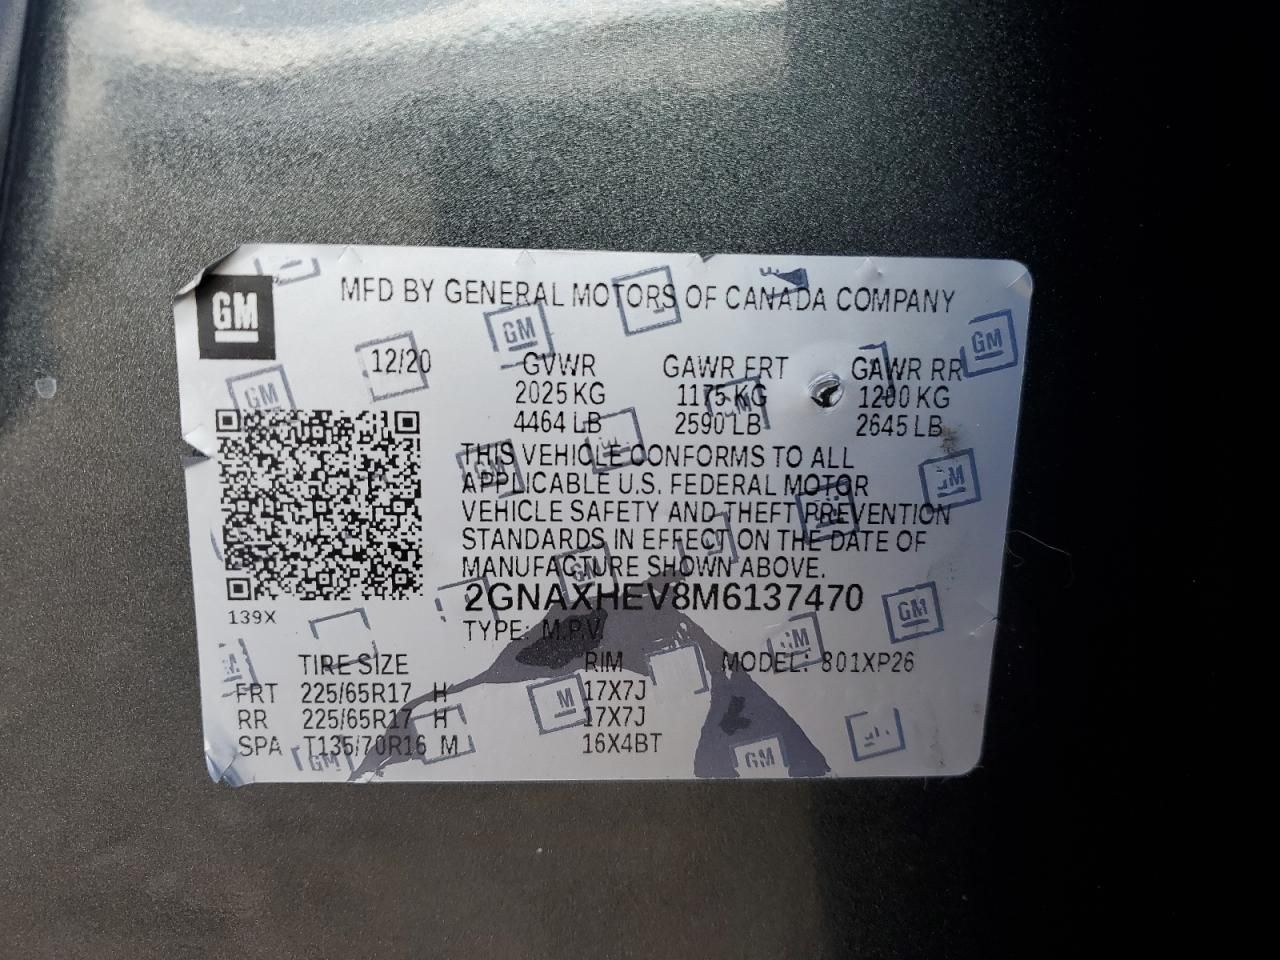 GM
MFD BY GENERAL MOTORS OF CANADA COMPANY
12/20 GVWR GAWR FRT GAWR RR
2025 KG 1175 KG 1200 KG
4464 LB 2590 LB 2645 LB
THIS VEHICLE CONFORMS TO ALL
APPLICABLE U.S. FEDERAL MOTOR
VEHICLE SAFETY AND THEFT PREVENTION
STANDARDS IN EFFECT ON THE DATE OF
MANUFACTURE SHOWN ABOVE.
2GNAXHEV8M6137470
139X
TYPE: M.P.V.
TIRE SIZE RIM MODEL: 801XP26
FRT 225/65R17 H 17X7J
RR 225/65R17 H 17X7J
SPA T135/70R16 M 16X4BT